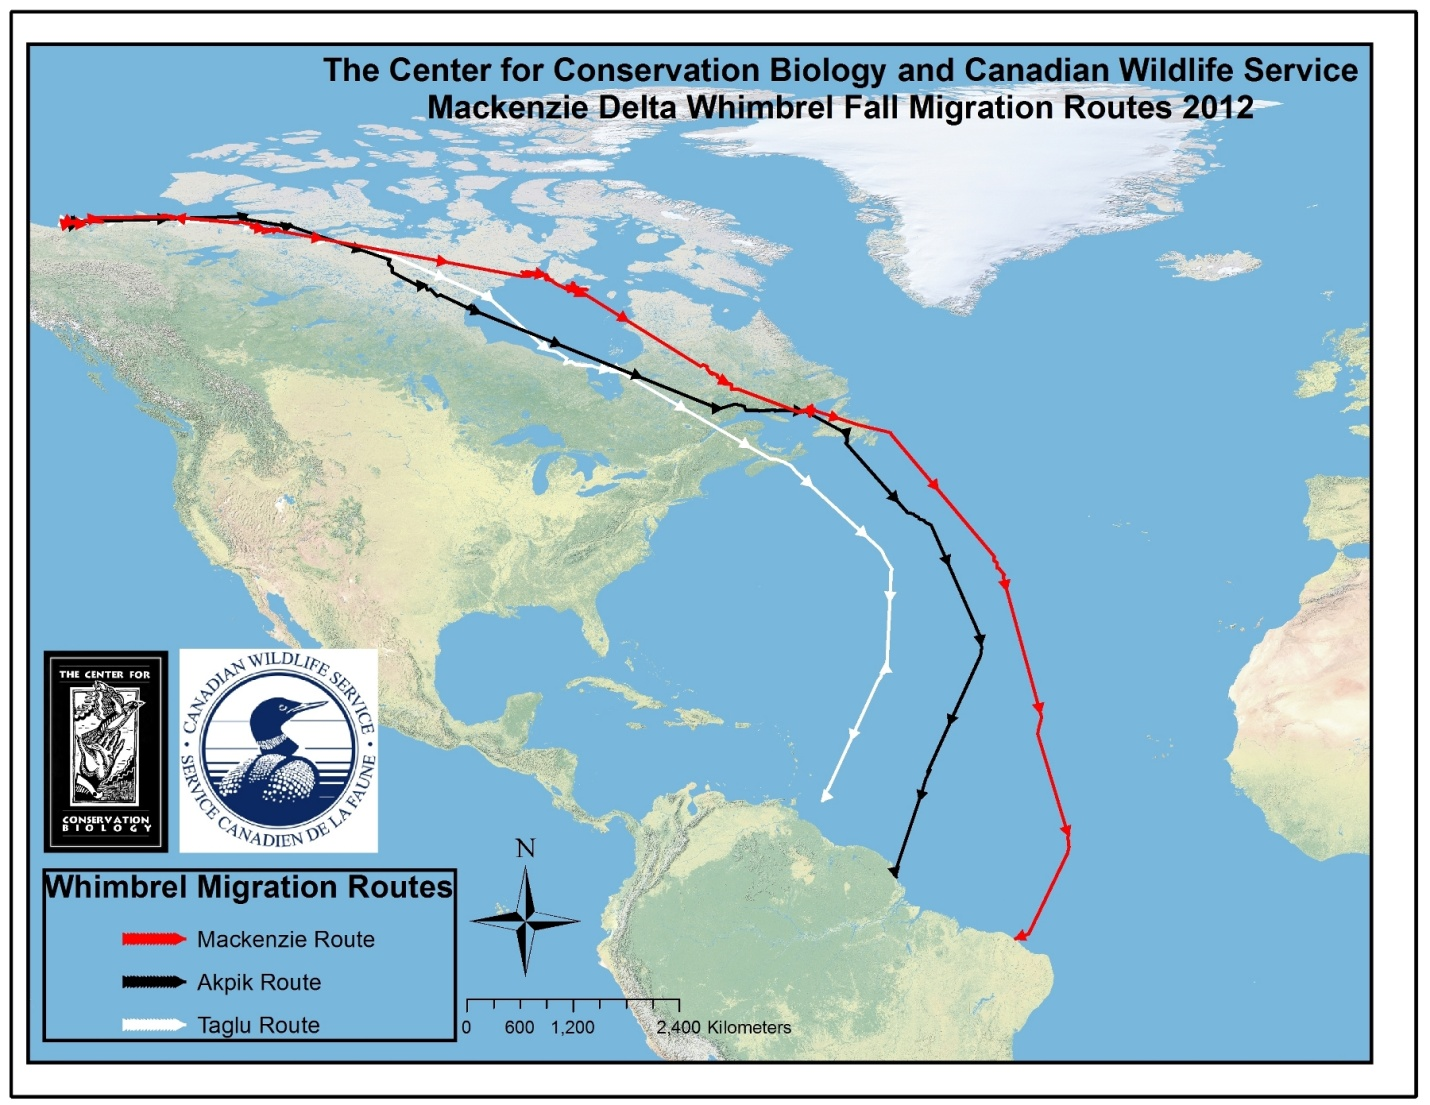 The Center for Conservation Biology and Canadian Wildlife Service
Mackenzie Delta Whimbrel Fall Migration Routes 2012
THE CENTER FOR
CONSERVATION
BIOLOGY
• CANADIAN WILDLIFE SERVICE •
SERVICE CANADIEN DE LA FAUNE
Whimbrel Migration Routes
Mackenzie Route
Akpik Route
Taglu Route
N
0 600 1,200 2,400 Kilometers